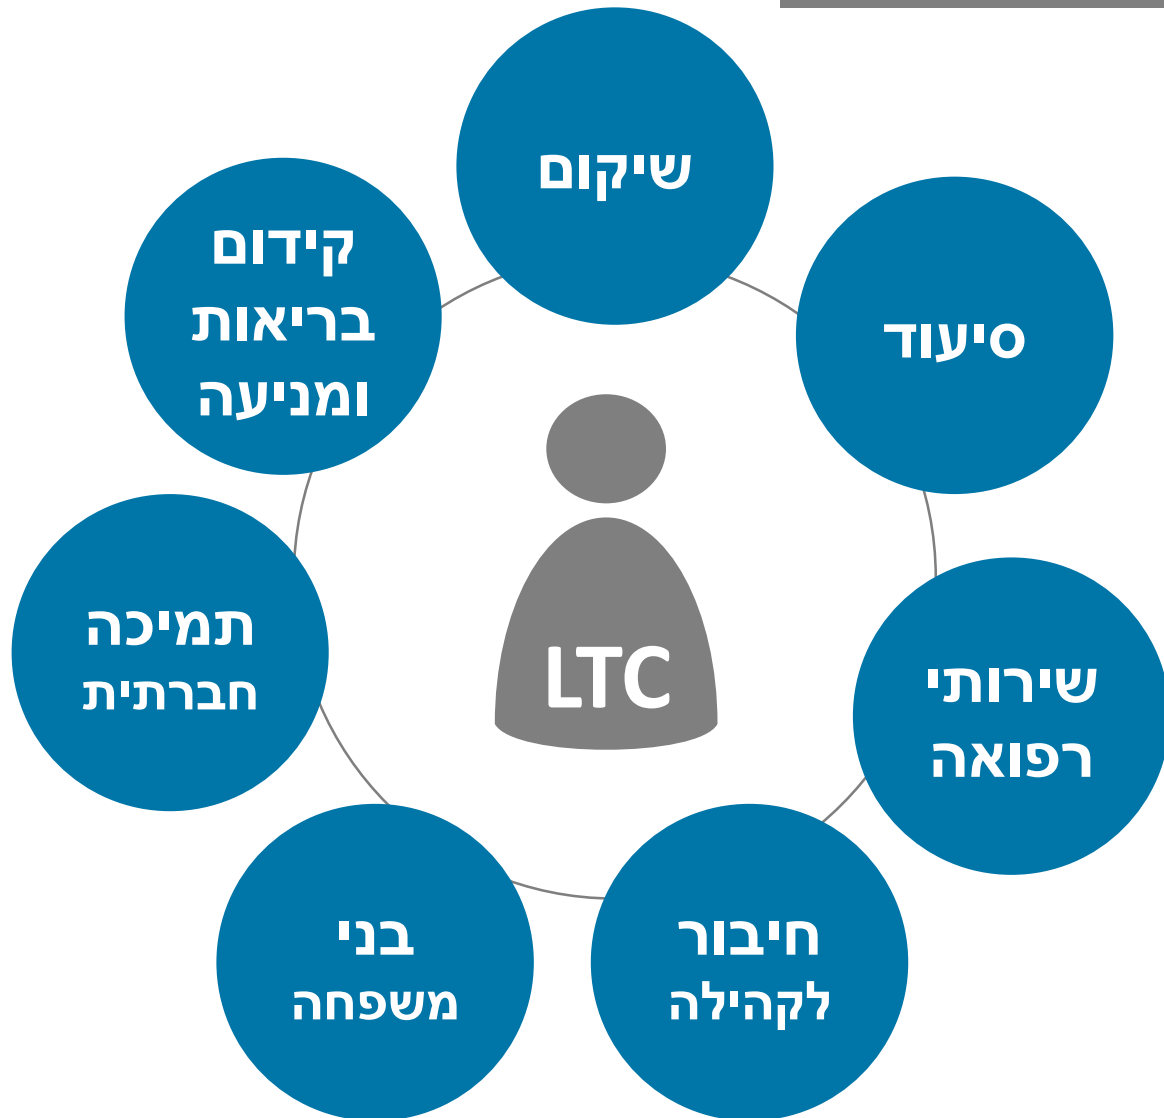 שיקום
סיעוד
שירותי
רפואה
חיבור
לקהילה
בני
משפחה
תמיכה
חברתית
קידום
בריאות
ומניעה
LTC